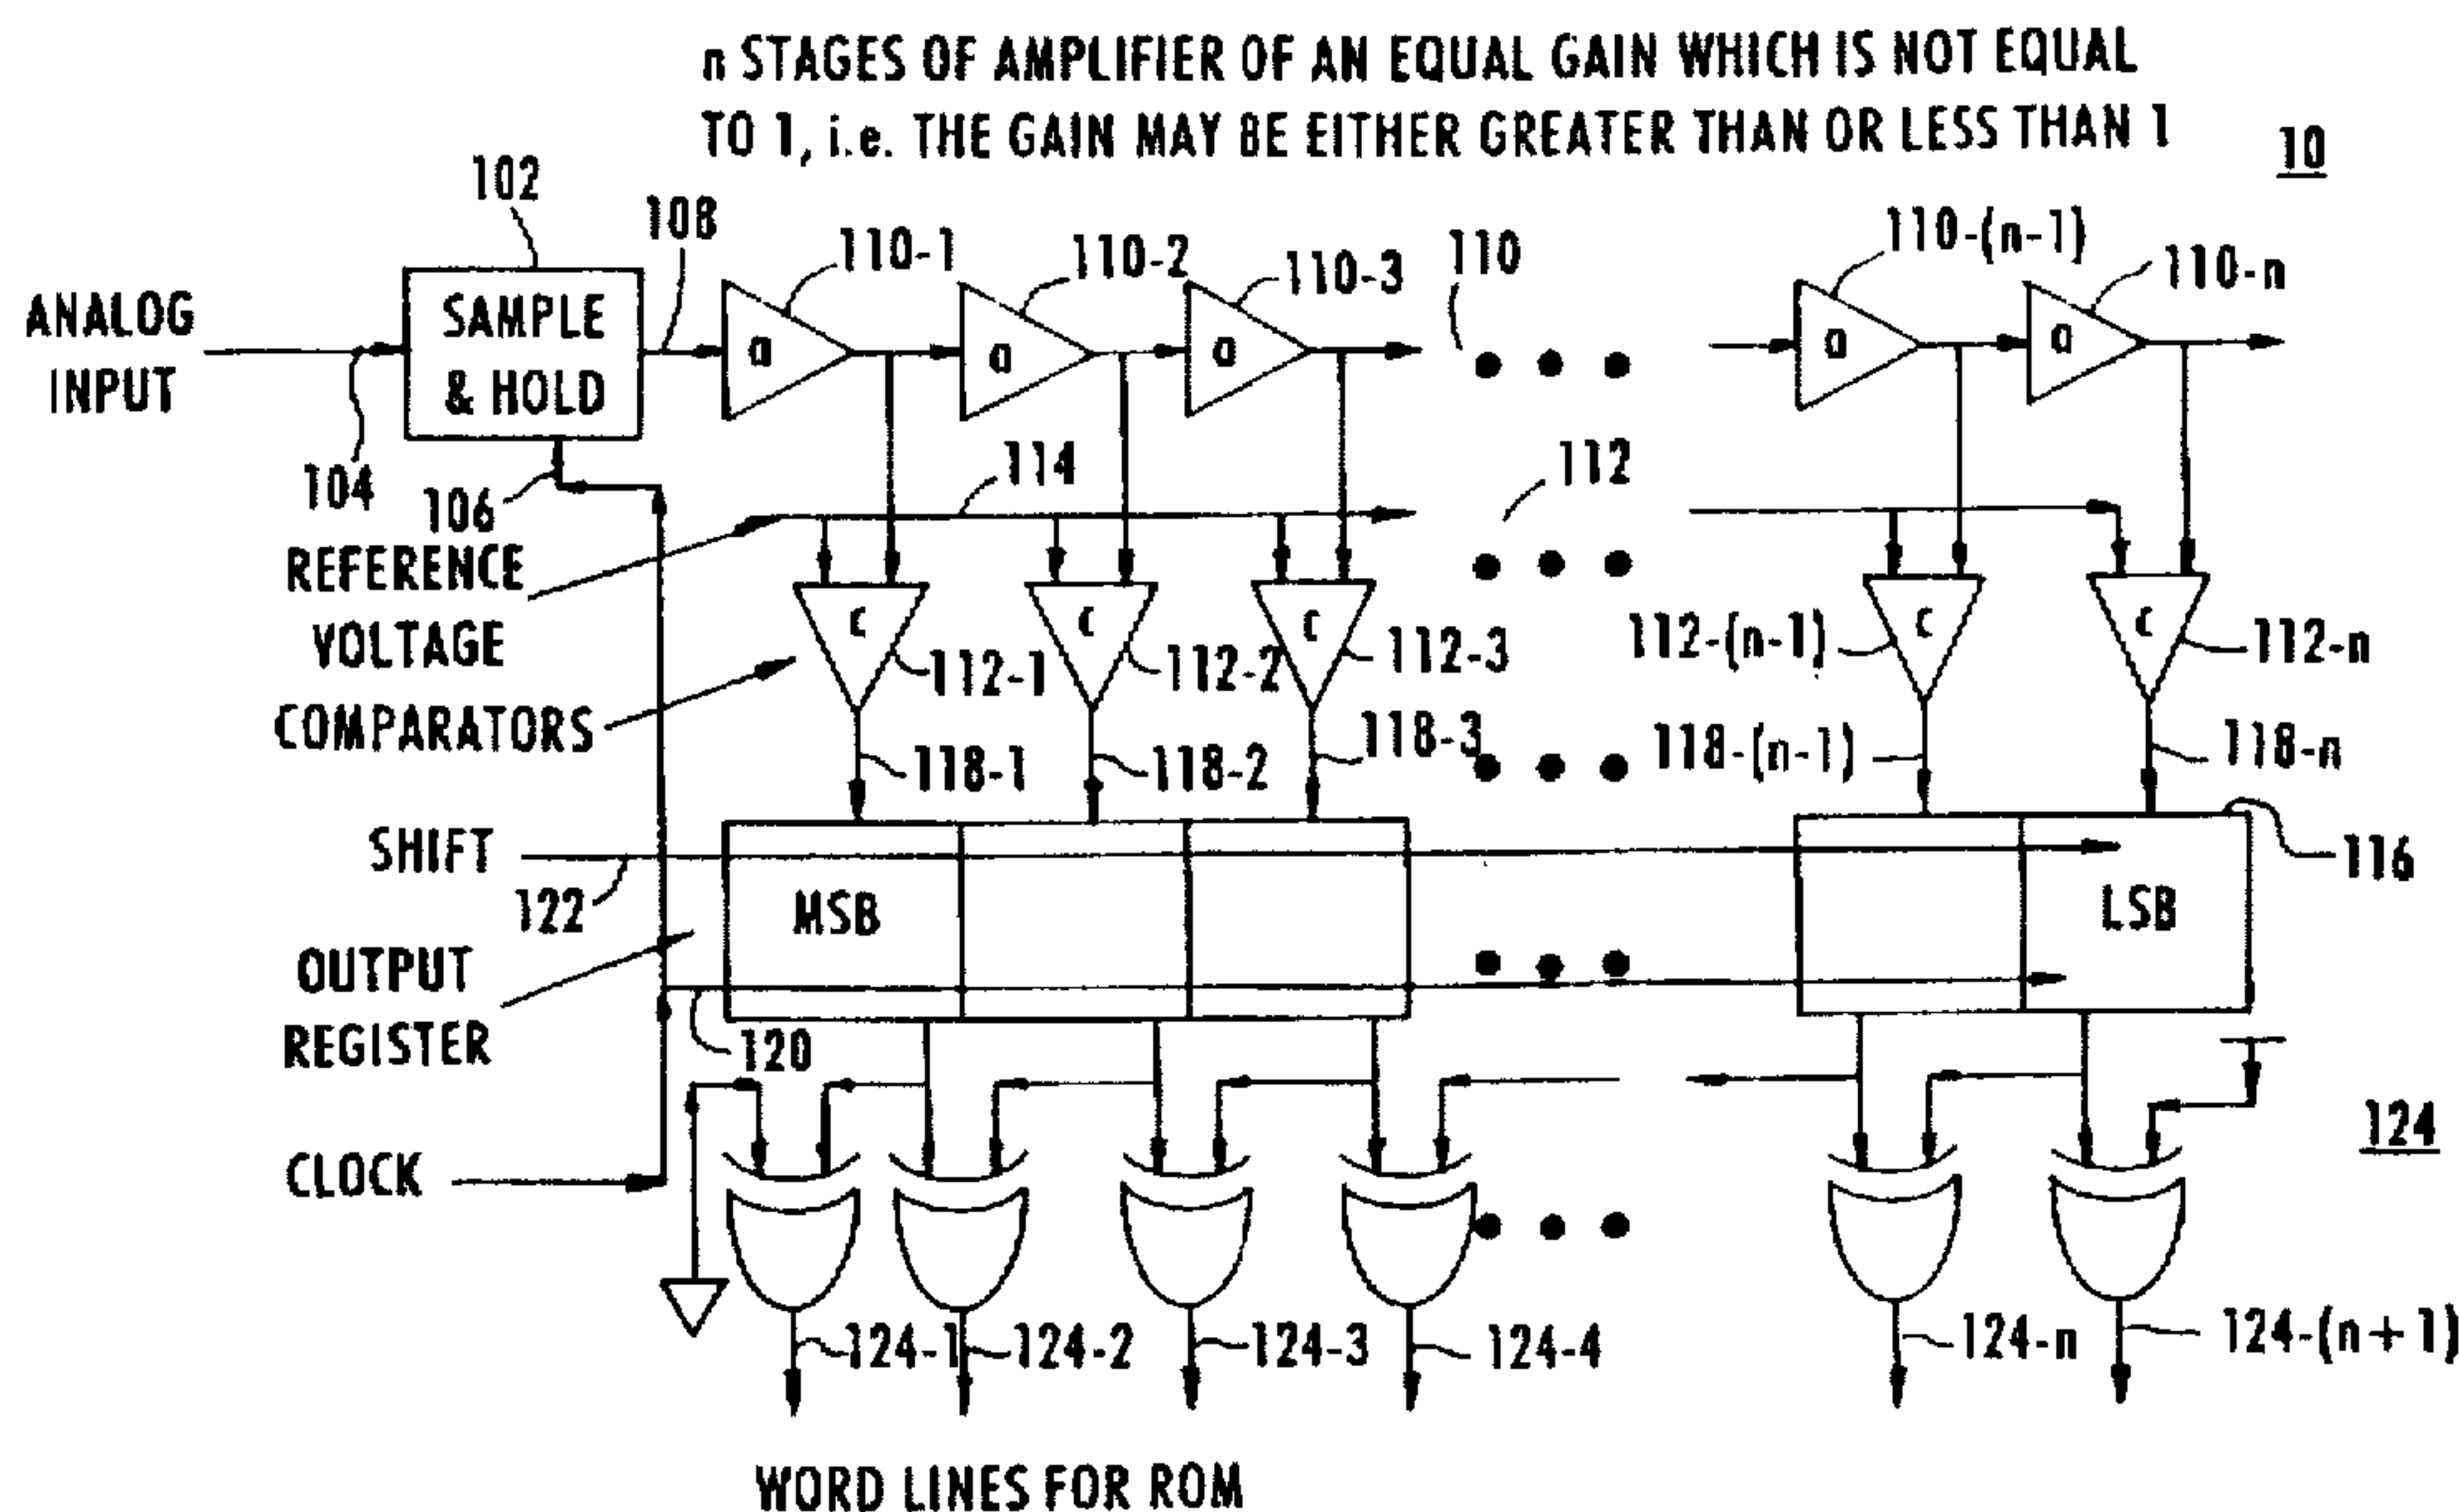 n STAGES OF AMPLIFIER OF AN EQUAL GAIN WHICH IS NOT EQUAL
TO 1, i.e. THE GAIN MAY BE EITHER GREATER THAN OR LESS THAN 1
10
102
108
110-1
110-2
110-3
110
110-(n-1)
110-n
ANALOG
INPUT
SAMPLE
& HOLD
a
a
a
a
a
104
106
114
112
REFERENCE
VOLTAGE
C
C
C
C
C
112-1
112-2
112-3
112-(n-1)
112-n
COMPARATORS
118-1
118-2
118-3
118-(n-1)
118-n
SHIFT
122
116
MSB
LSB
OUTPUT
REGISTER
120
CLOCK
124
124-1
124-2
124-3
124-4
124-n
124-(n+1)
WORD LINES FOR ROM